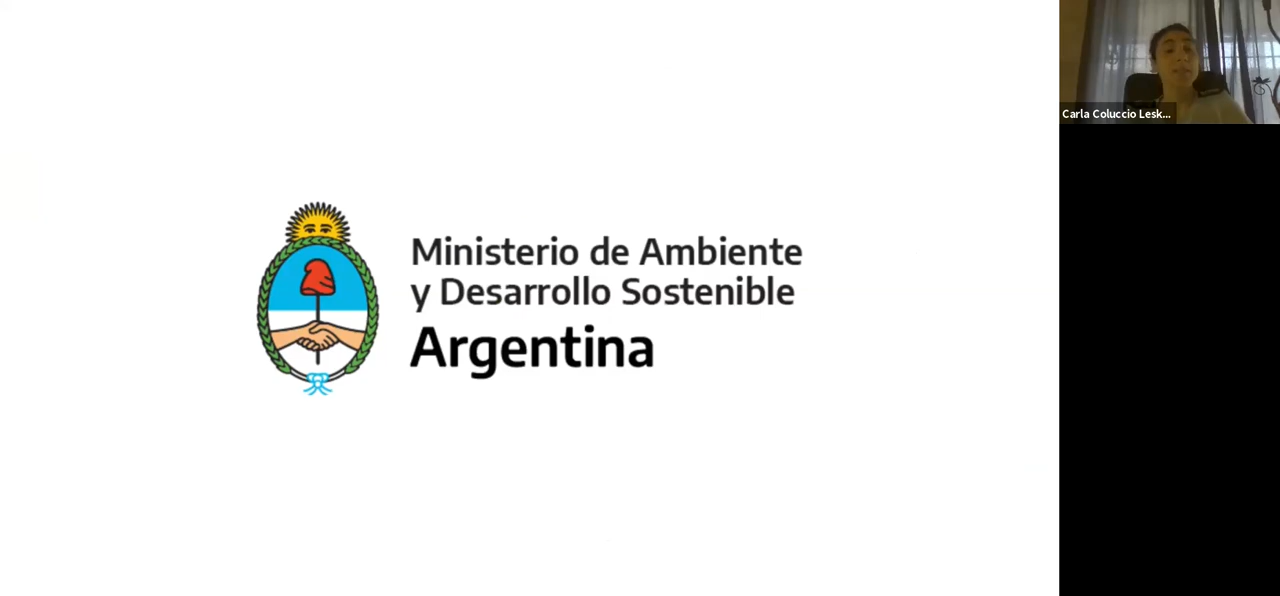 Ministerio de Ambiente
y Desarrollo Sostenible
Argentina
Carla Coluccio Lesk...